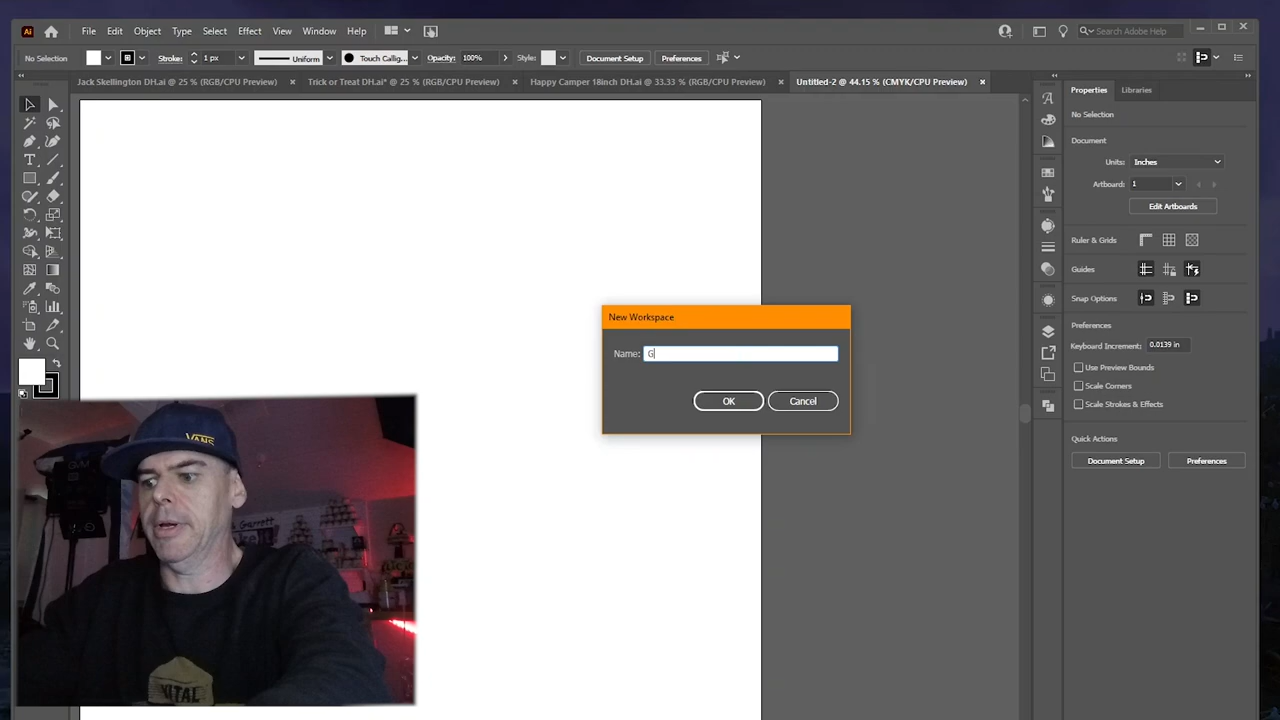 Ai File Edit Object Type Select Effect View Window Help Search Adobe Help
No Selection Stroke: 1 px Uniform Touch Callig... Opacity: 100% Style: Document Setup Preferences
Jack Skellington DH.ai @ 25 % (RGB/CPU Preview) × Trick or Treat DH.ai* @ 25 % (RGB/CPU Preview) × Happy Camper 18inch DH.ai @ 33.33 % (RGB/CPU Preview) × Untitled-2 @ 44.15 % (CMYK/CPU Preview) ×
Properties Libraries
No Selection
Document
Units: Inches
Artboard: 1
Edit Artboards
Ruler & Grids
Guides
Snap Options
Preferences
Keyboard Increment: 0.0139 in
Use Preview Bounds
Scale Corners
Scale Strokes & Effects
Quick Actions
Document Setup Preferences
New Workspace
Name: G
OK Cancel
VANS
Garrett
VITAL